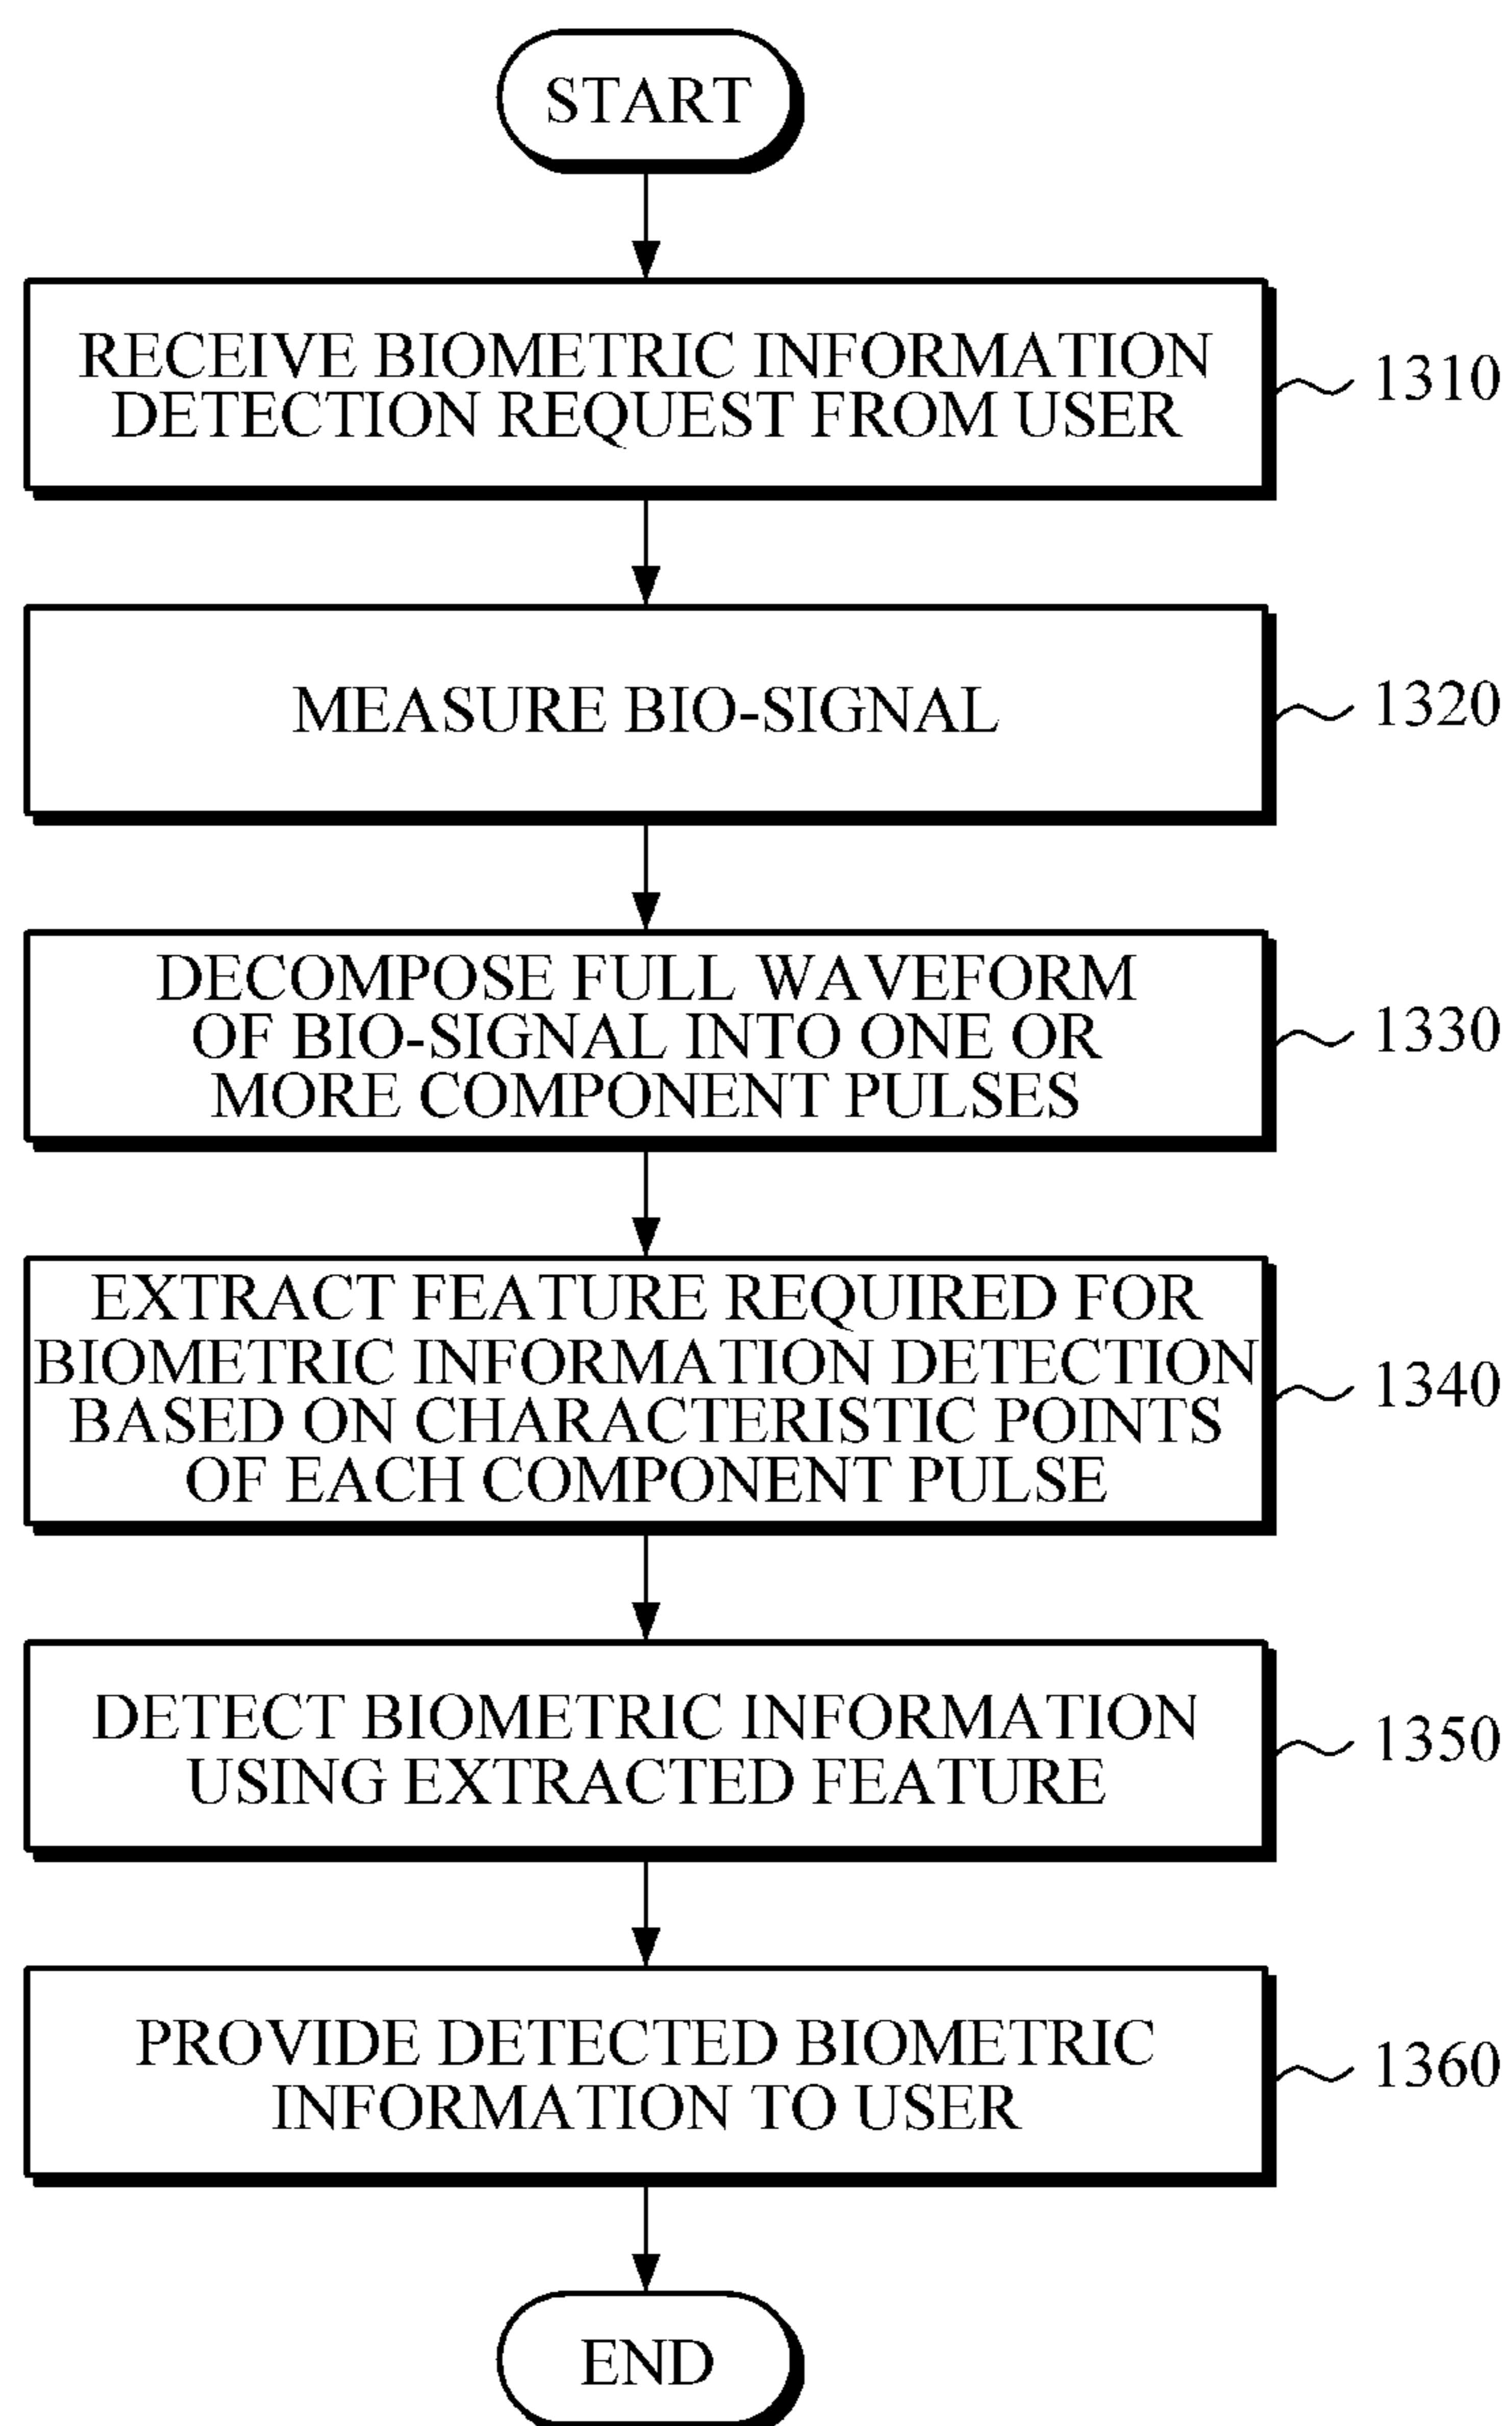 START
RECEIVE BIOMETRIC INFORMATION
DETECTION REQUEST FROM USER
1310
MEASURE BIO-SIGNAL
1320
DECOMPOSE FULL WAVEFORM
OF BIO-SIGNAL INTO ONE OR
MORE COMPONENT PULSES
1330
EXTRACT FEATURE REQUIRED FOR
BIOMETRIC INFORMATION DETECTION
BASED ON CHARACTERISTIC POINTS
OF EACH COMPONENT PULSE
1340
DETECT BIOMETRIC INFORMATION
USING EXTRACTED FEATURE
1350
PROVIDE DETECTED BIOMETRIC
INFORMATION TO USER
1360
END